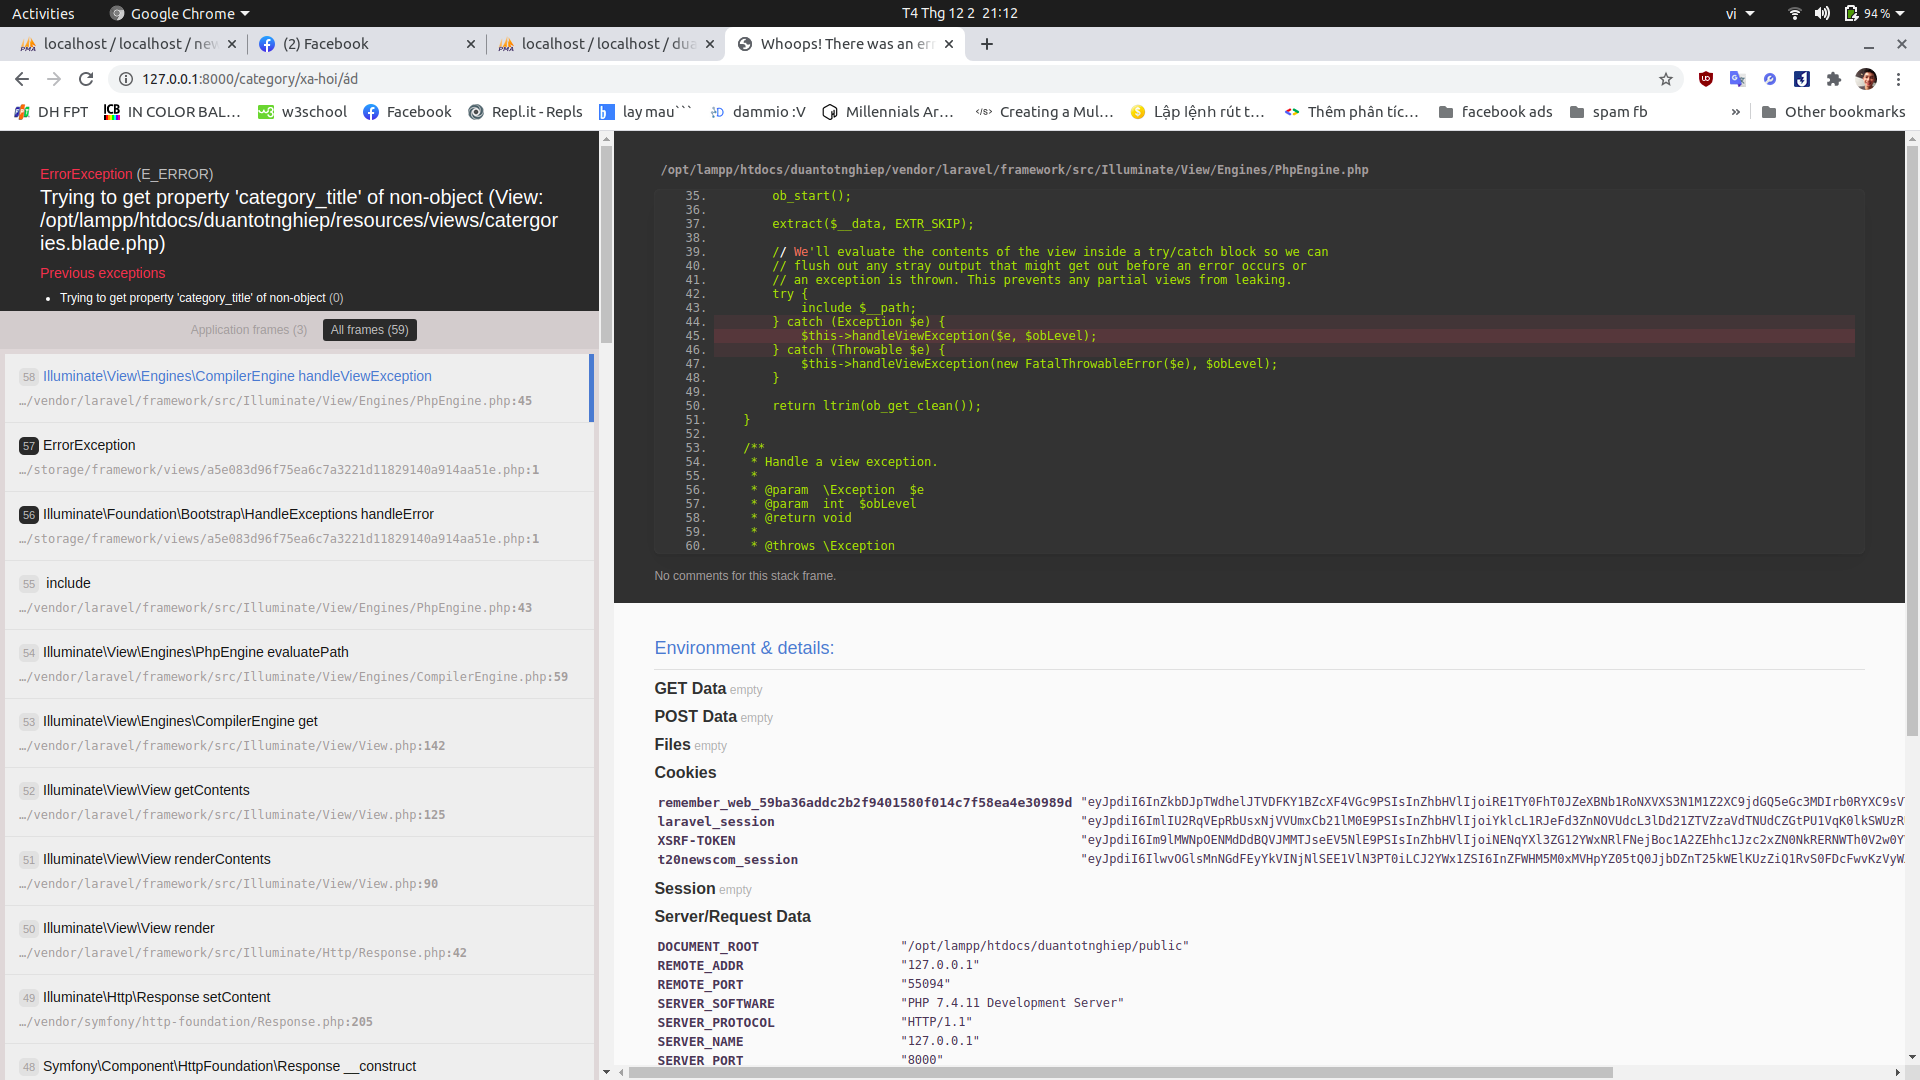 Activities
Google Chrome
T4 Thg 12 2 21:12
vi
94 %
localhost / localhost / new
(2) Facebook
localhost / localhost / dua
Whoops! There was an err
127.0.0.1:8000/category/xa-hoi/ád
DH FPT
IN COLOR BAL...
w3school
Facebook
Repl.it - Repls
lay mau```
dammio :V
Millennials Ar...
Creating a Mul...
Lập lệnh rút t...
Thêm phân tíc...
facebook ads
spam fb
»
Other bookmarks
ErrorException (E_ERROR)
Trying to get property 'category_title' of non-object (View:
/opt/lampp/htdocs/duantotnghiep/resources/views/catergor
ies.blade.php)
Previous exceptions
• Trying to get property 'category_title' of non-object (0)
Application frames (3)
All frames (59)
58 Illuminate\View\Engines\CompilerEngine handleViewException
…/vendor/laravel/framework/src/Illuminate/View/Engines/PhpEngine.php:45
57 ErrorException
…/storage/framework/views/a5e083d96f75ea6c7a3221d11829140a914aa51e.php:1
56 Illuminate\Foundation\Bootstrap\HandleExceptions handleError
…/storage/framework/views/a5e083d96f75ea6c7a3221d11829140a914aa51e.php:1
55 include
…/vendor/laravel/framework/src/Illuminate/View/Engines/PhpEngine.php:43
54 Illuminate\View\Engines\PhpEngine evaluatePath
…/vendor/laravel/framework/src/Illuminate/View/Engines/CompilerEngine.php:59
53 Illuminate\View\Engines\CompilerEngine get
…/vendor/laravel/framework/src/Illuminate/View/View.php:142
52 Illuminate\View\View getContents
…/vendor/laravel/framework/src/Illuminate/View/View.php:125
51 Illuminate\View\View renderContents
…/vendor/laravel/framework/src/Illuminate/View/View.php:90
50 Illuminate\View\View render
…/vendor/laravel/framework/src/Illuminate/Http/Response.php:42
49 Illuminate\Http\Response setContent
…/vendor/symfony/http-foundation/Response.php:205
48 Symfony\Component\HttpFoundation\Response __construct
/opt/lampp/htdocs/duantotnghiep/vendor/laravel/framework/src/Illuminate/View/Engines/PhpEngine.php
35. ob_start();
36.
37. extract($__data, EXTR_SKIP);
38.
39. // We'll evaluate the contents of the view inside a try/catch block so we can
40. // flush out any stray output that might get out before an error occurs or
41. // an exception is thrown. This prevents any partial views from leaking.
42. try {
43. include $__path;
44. } catch (Exception $e) {
45. $this->handleViewException($e, $obLevel);
46. } catch (Throwable $e) {
47. $this->handleViewException(new FatalThrowableError($e), $obLevel);
48. }
49.
50. return ltrim(ob_get_clean());
51. }
52.
53. /**
54. * Handle a view exception.
55. *
56. * @param \Exception $e
57. * @param int $obLevel
58. * @return void
59. *
60. * @throws \Exception
No comments for this stack frame.
Environment & details:
GET Data empty
POST Data empty
Files empty
Cookies
remember_web_59ba36addc2b2f9401580f014c7f58ea4e30989d
laravel_session
XSRF-TOKEN
t20newscom_session
Session empty
Server/Request Data
DOCUMENT_ROOT "/opt/lampp/htdocs/duantotnghiep/public"
REMOTE_ADDR "127.0.0.1"
REMOTE_PORT "55094"
SERVER_SOFTWARE "PHP 7.4.11 Development Server"
SERVER_PROTOCOL "HTTP/1.1"
SERVER_NAME "127.0.0.1"
SERVER_PORT "8000"